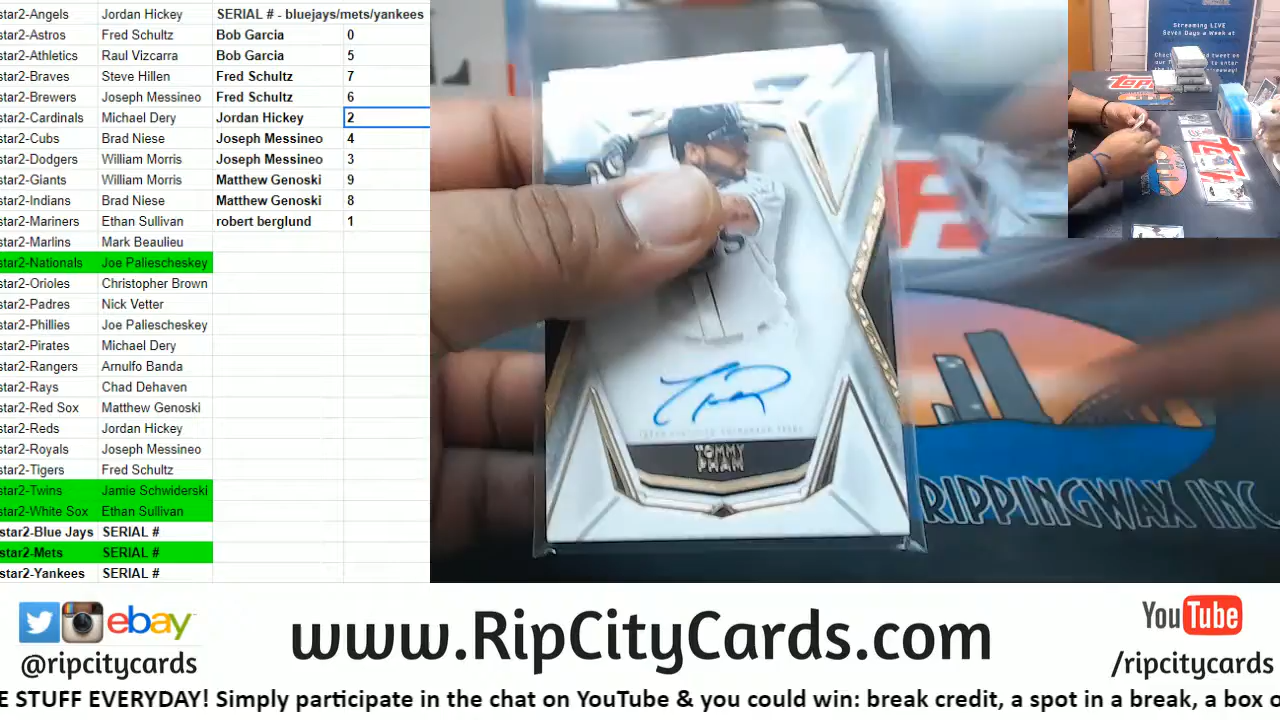 star2-Angels Jordan Hickey SERIAL # - bluejays/mets/yankees
star2-Astros Fred Schultz Bob Garcia 0
star2-Athletics Raul Vizcarra Bob Garcia 5
star2-Braves Steve Hillen Fred Schultz 7
star2-Brewers Joseph Messineo Fred Schultz 6
star2-Cardinals Michael Dery Jordan Hickey 2
star2-Cubs Brad Niese Joseph Messineo 4
star2-Dodgers William Morris Joseph Messineo 3
star2-Giants William Morris Matthew Genoski 9
star2-Indians Brad Niese Matthew Genoski 8
star2-Mariners Ethan Sullivan robert berglund 1
star2-Marlins Mark Beaulieu
star2-Nationals Joe Paliescheskey
star2-Orioles Christopher Brown
star2-Padres Nick Vetter
star2-Phillies Joe Paliescheskey
star2-Pirates Michael Dery
star2-Rangers Arnulfo Banda
star2-Rays Chad Dehaven
star2-Red Sox Matthew Genoski
star2-Reds Jordan Hickey
star2-Royals Joseph Messineo
star2-Tigers Fred Schultz
star2-Twins Jamie Schwiderski
star2-White Sox Ethan Sullivan
star2-Blue Jays SERIAL #
star2-Mets SERIAL #
star2-Yankees SERIAL #
TOMMY
PHAM
RIPPINGWAX INC
Streaming LIVE
Seven Days a Week at
Topps
ebay
@ripcitycards
www.RipCityCards.com
YouTube
/ripcitycards
E STUFF EVERYDAY! Simply participate in the chat on YouTube & you could win: break credit, a spot in a break, a box o